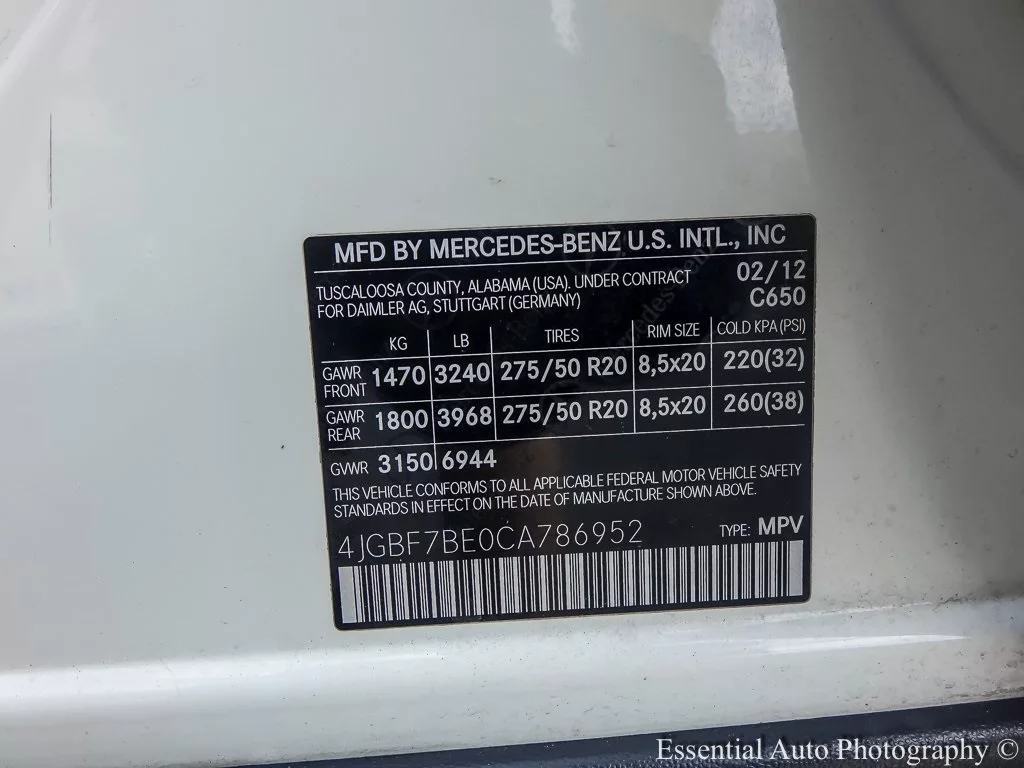 MFD BY MERCEDES-BENZ U.S. INTL., INC
TUSCALOOSA COUNTY, ALABAMA (USA). UNDER CONTRACT 02/12
FOR DAIMLER AG, STUTTGART (GERMANY) C650
KG LB TIRES RIM SIZE COLD KPA (PSI)
GAWR FRONT 1470 3240 275/50 R20 8,5x20 220(32)
GAWR REAR 1800 3968 275/50 R20 8,5x20 260(38)
GVWR 3150 6944
THIS VEHICLE CONFORMS TO ALL APPLICABLE FEDERAL MOTOR VEHICLE SAFETY
STANDARDS IN EFFECT ON THE DATE OF MANUFACTURE SHOWN ABOVE.
4JGBF7BE0CA786952 TYPE: MPV
Essential Auto Photography ©